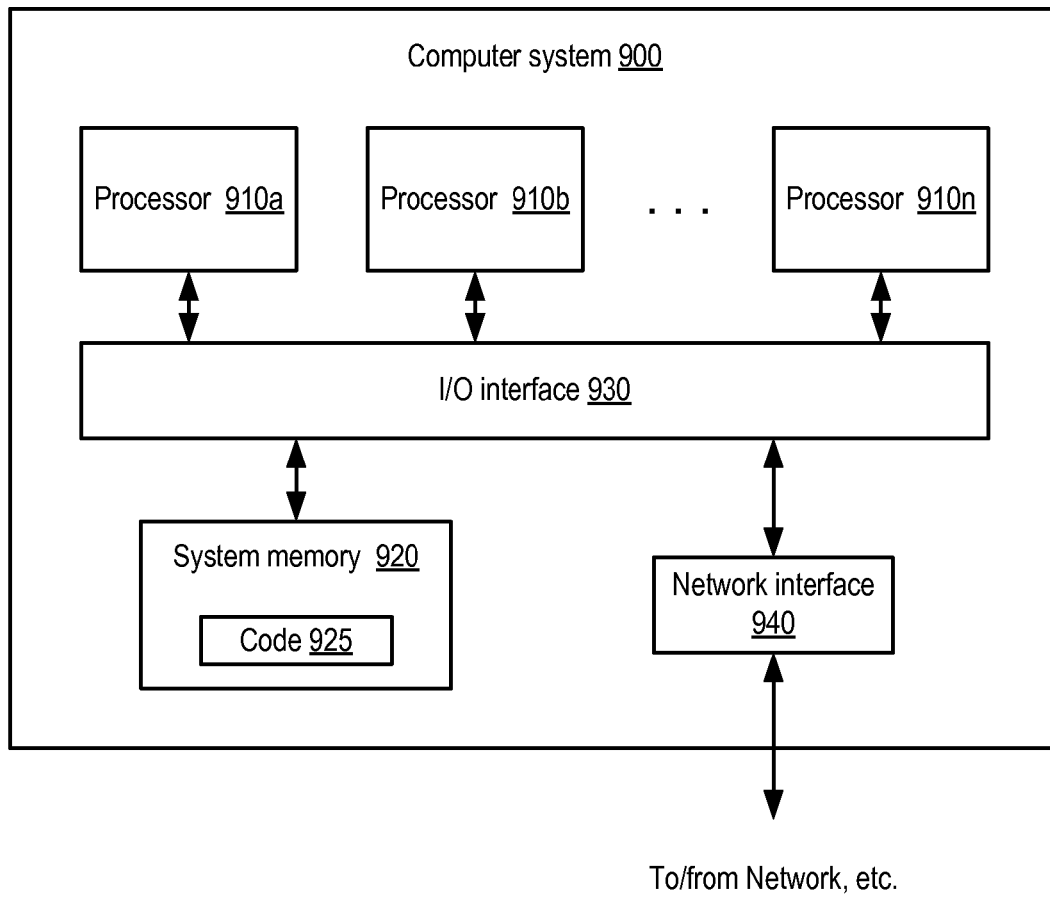 Computer system 900
Processor 910a
Processor 910b
. . .
Processor 910n
I/O interface 930
System memory 920
Code 925
Network interface
940
To/from Network, etc.